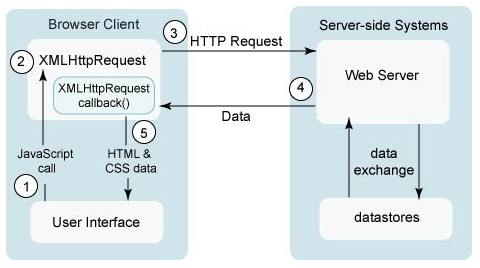 Browser Client
Server-side Systems
3
HTTP Request
2
XMLHttpRequest
Web Server
XMLHttpRequest
callback()
4
Data
5
JavaScript
call
HTML &
CSS data
data
exchange
1
User Interface
datastores